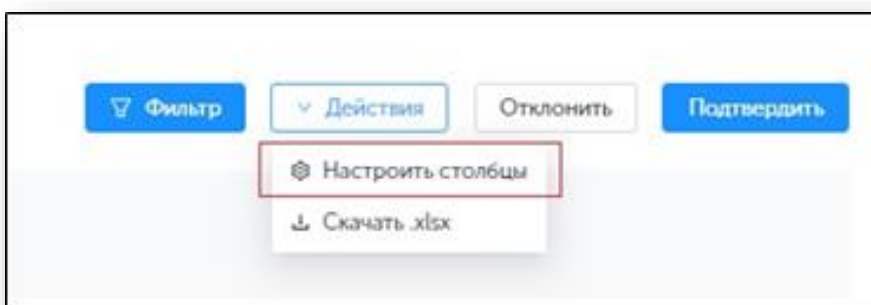 Фильтр Действия Отклонить Подтвердить
Настроить столбцы
Скачать .xlsx